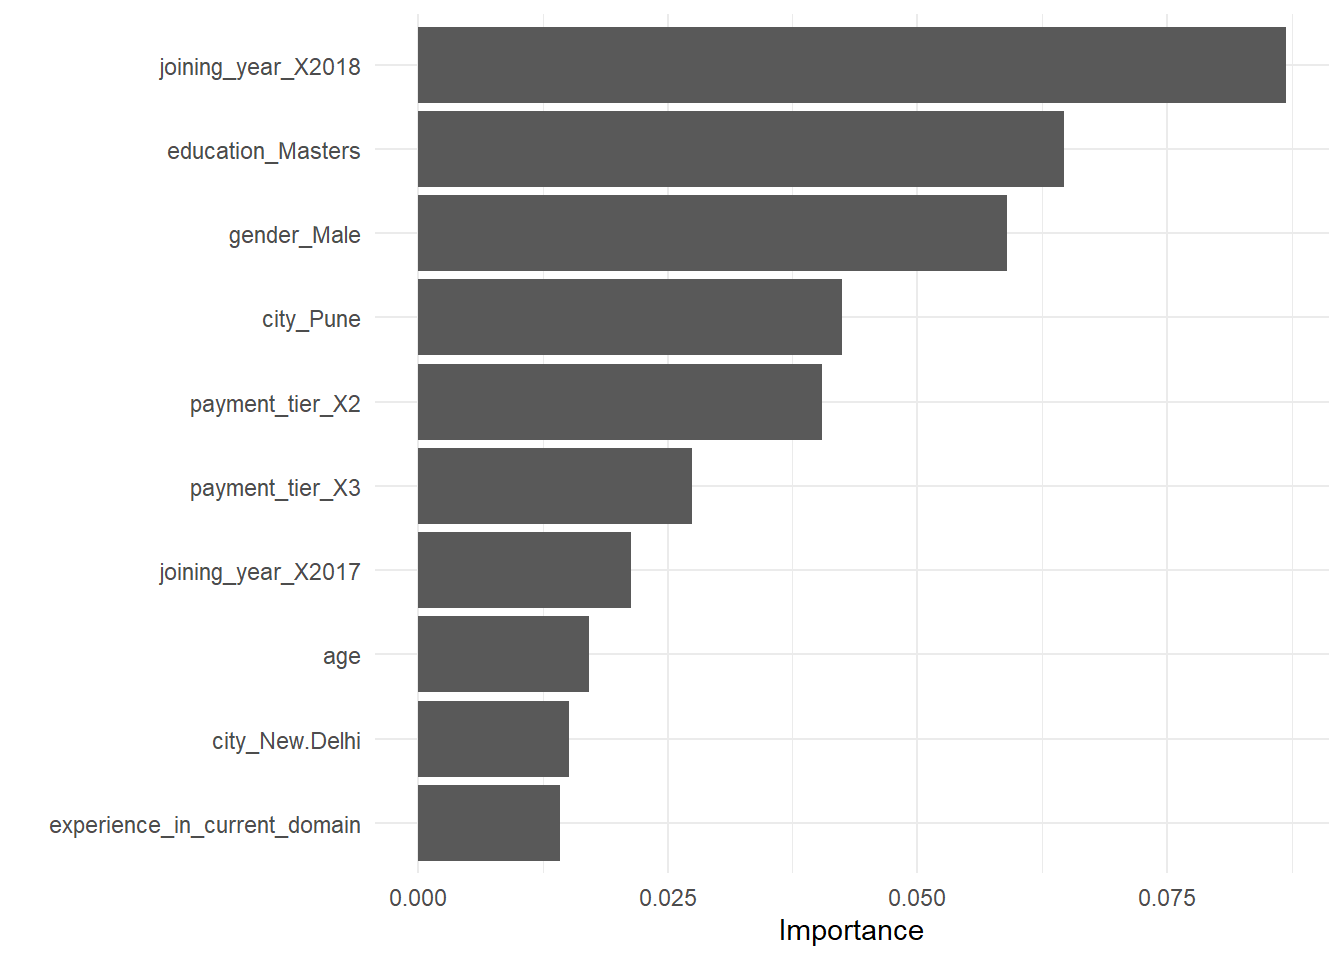 joining_year_X2018
education_Masters
gender_Male
city_Pune
payment_tier_X2
payment_tier_X3
joining_year_X2017
age
city_New.Delhi
experience_in_current_domain
0.000 0.025 0.050 0.075
Importance